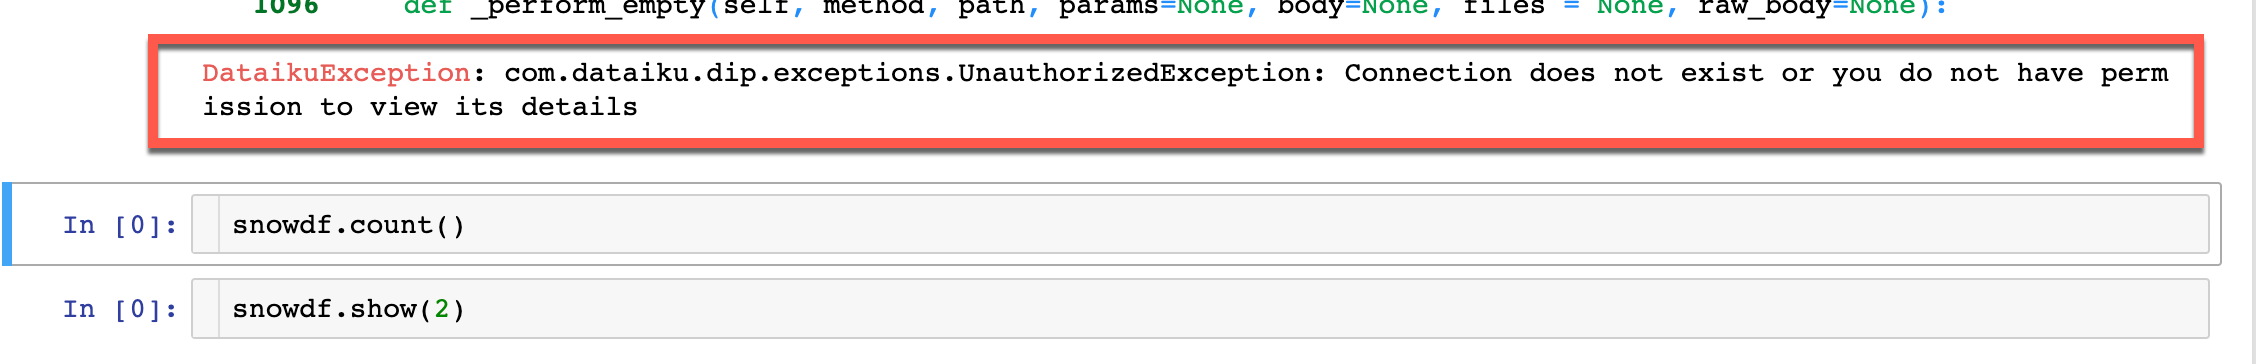 1096 def _perform_empty(self, method, path, params=None, body=None, files = None, raw_body=None):
DataikuException: com.dataiku.dip.exceptions.UnauthorizedException: Connection does not exist or you do not have perm
ission to view its details
In [0]: snowdf.count()
In [0]: snowdf.show(2)